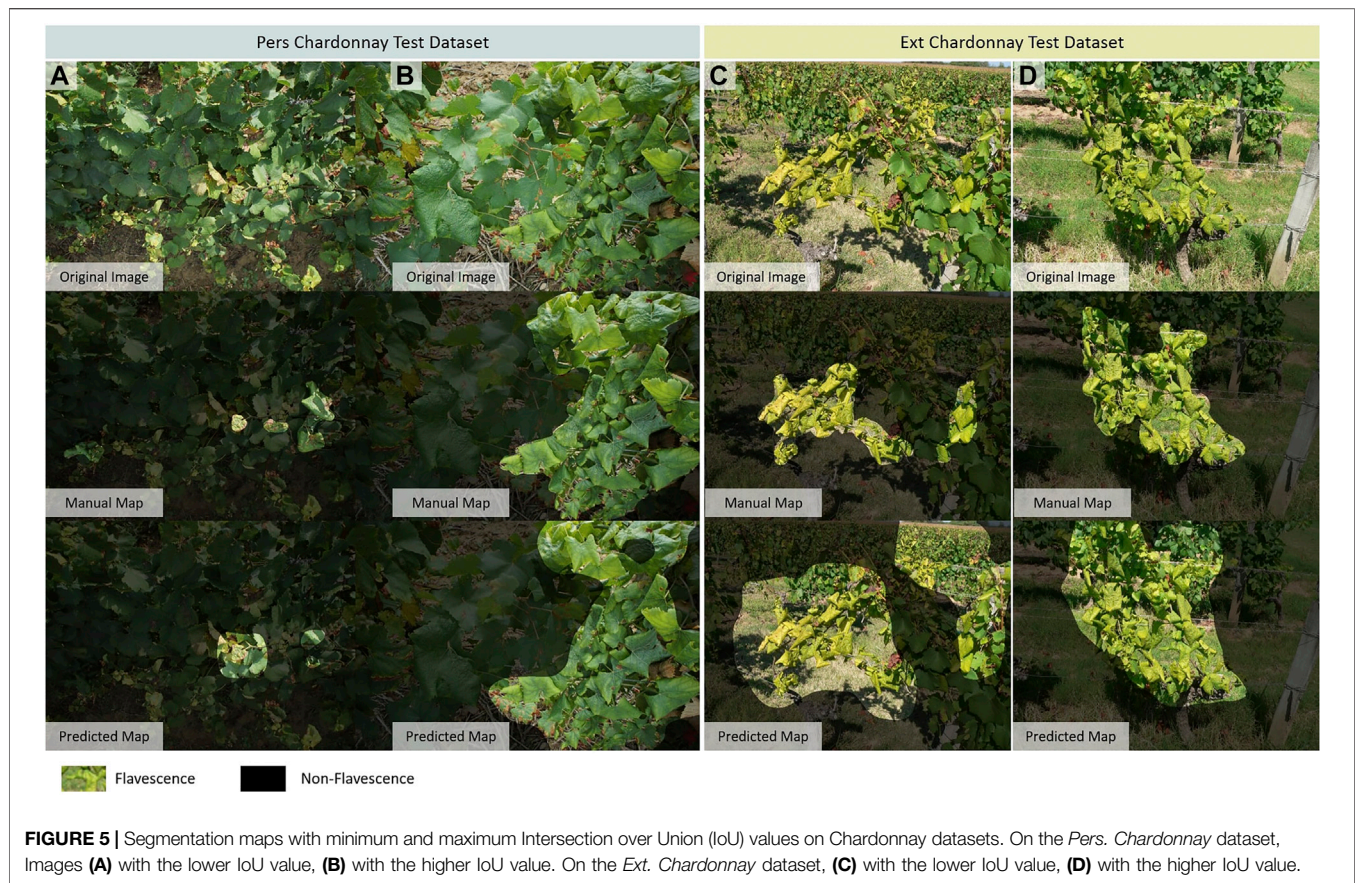 Pers Chardonnay Test Dataset
Ext Chardonnay Test Dataset
A
B
C
D
Original Image
Original Image
Original Image
Original Image
Manual Map
Manual Map
Manual Map
Manual Map
Predicted Map
Predicted Map
Predicted Map
Predicted Map
Flavescence
Non-Flavescence
FIGURE 5 | Segmentation maps with minimum and maximum Intersection over Union (IoU) values on Chardonnay datasets. On the Pers. Chardonnay dataset,
Images (A) with the lower IoU value, (B) with the higher IoU value. On the Ext. Chardonnay dataset, (C) with the lower IoU value, (D) with the higher IoU value.